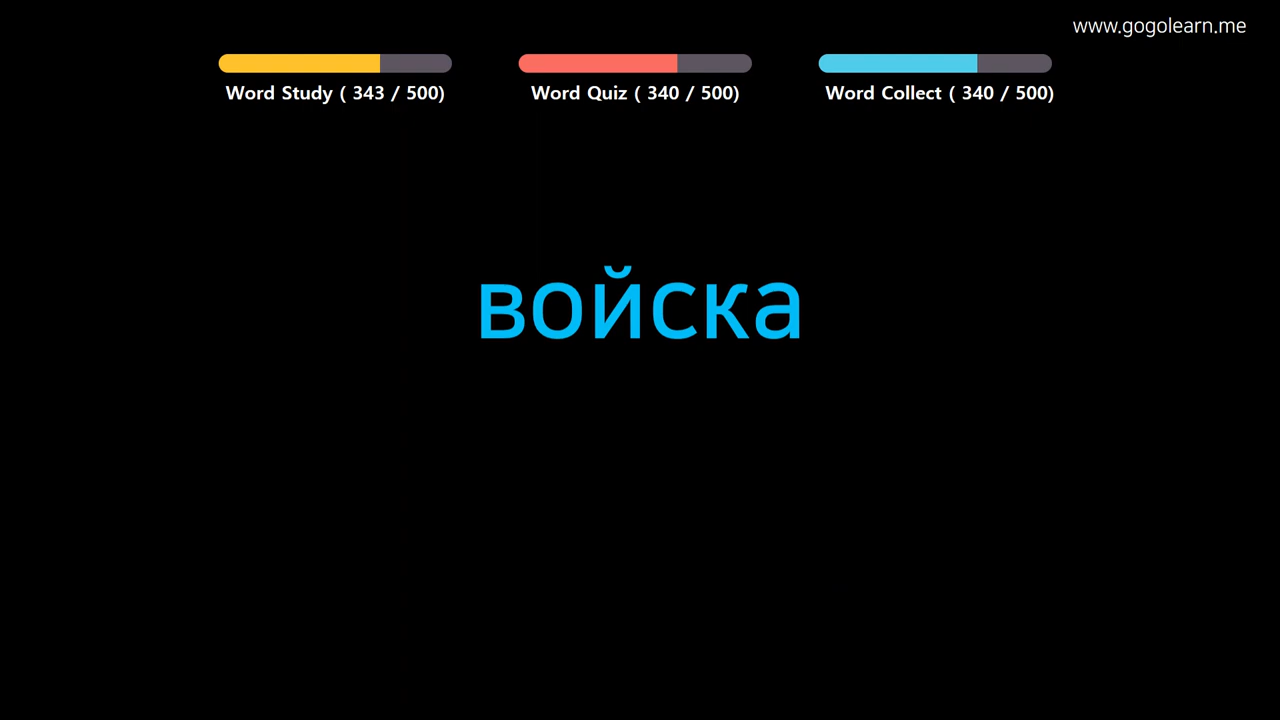 www.gogolearn.me
Word Study ( 343 / 500)
Word Quiz ( 340 / 500)
Word Collect ( 340 / 500)
войска